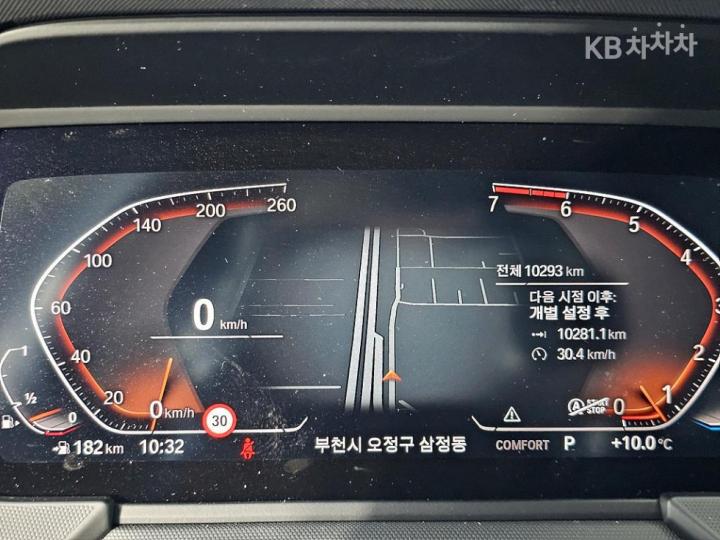 KB차차차
140 200 260
100
60
40
20
0 km/h
0 km/h
1
1/2
0
30
7 6 5
4
3
2
1
0
전체 10293 km
다음 시점 이후:
개별 설정 후
10281.1 km
30.4 km/h
A START
STOP
182 km 10:32
부천시 오정구 삼정동
COMFORT P +10.0 °C